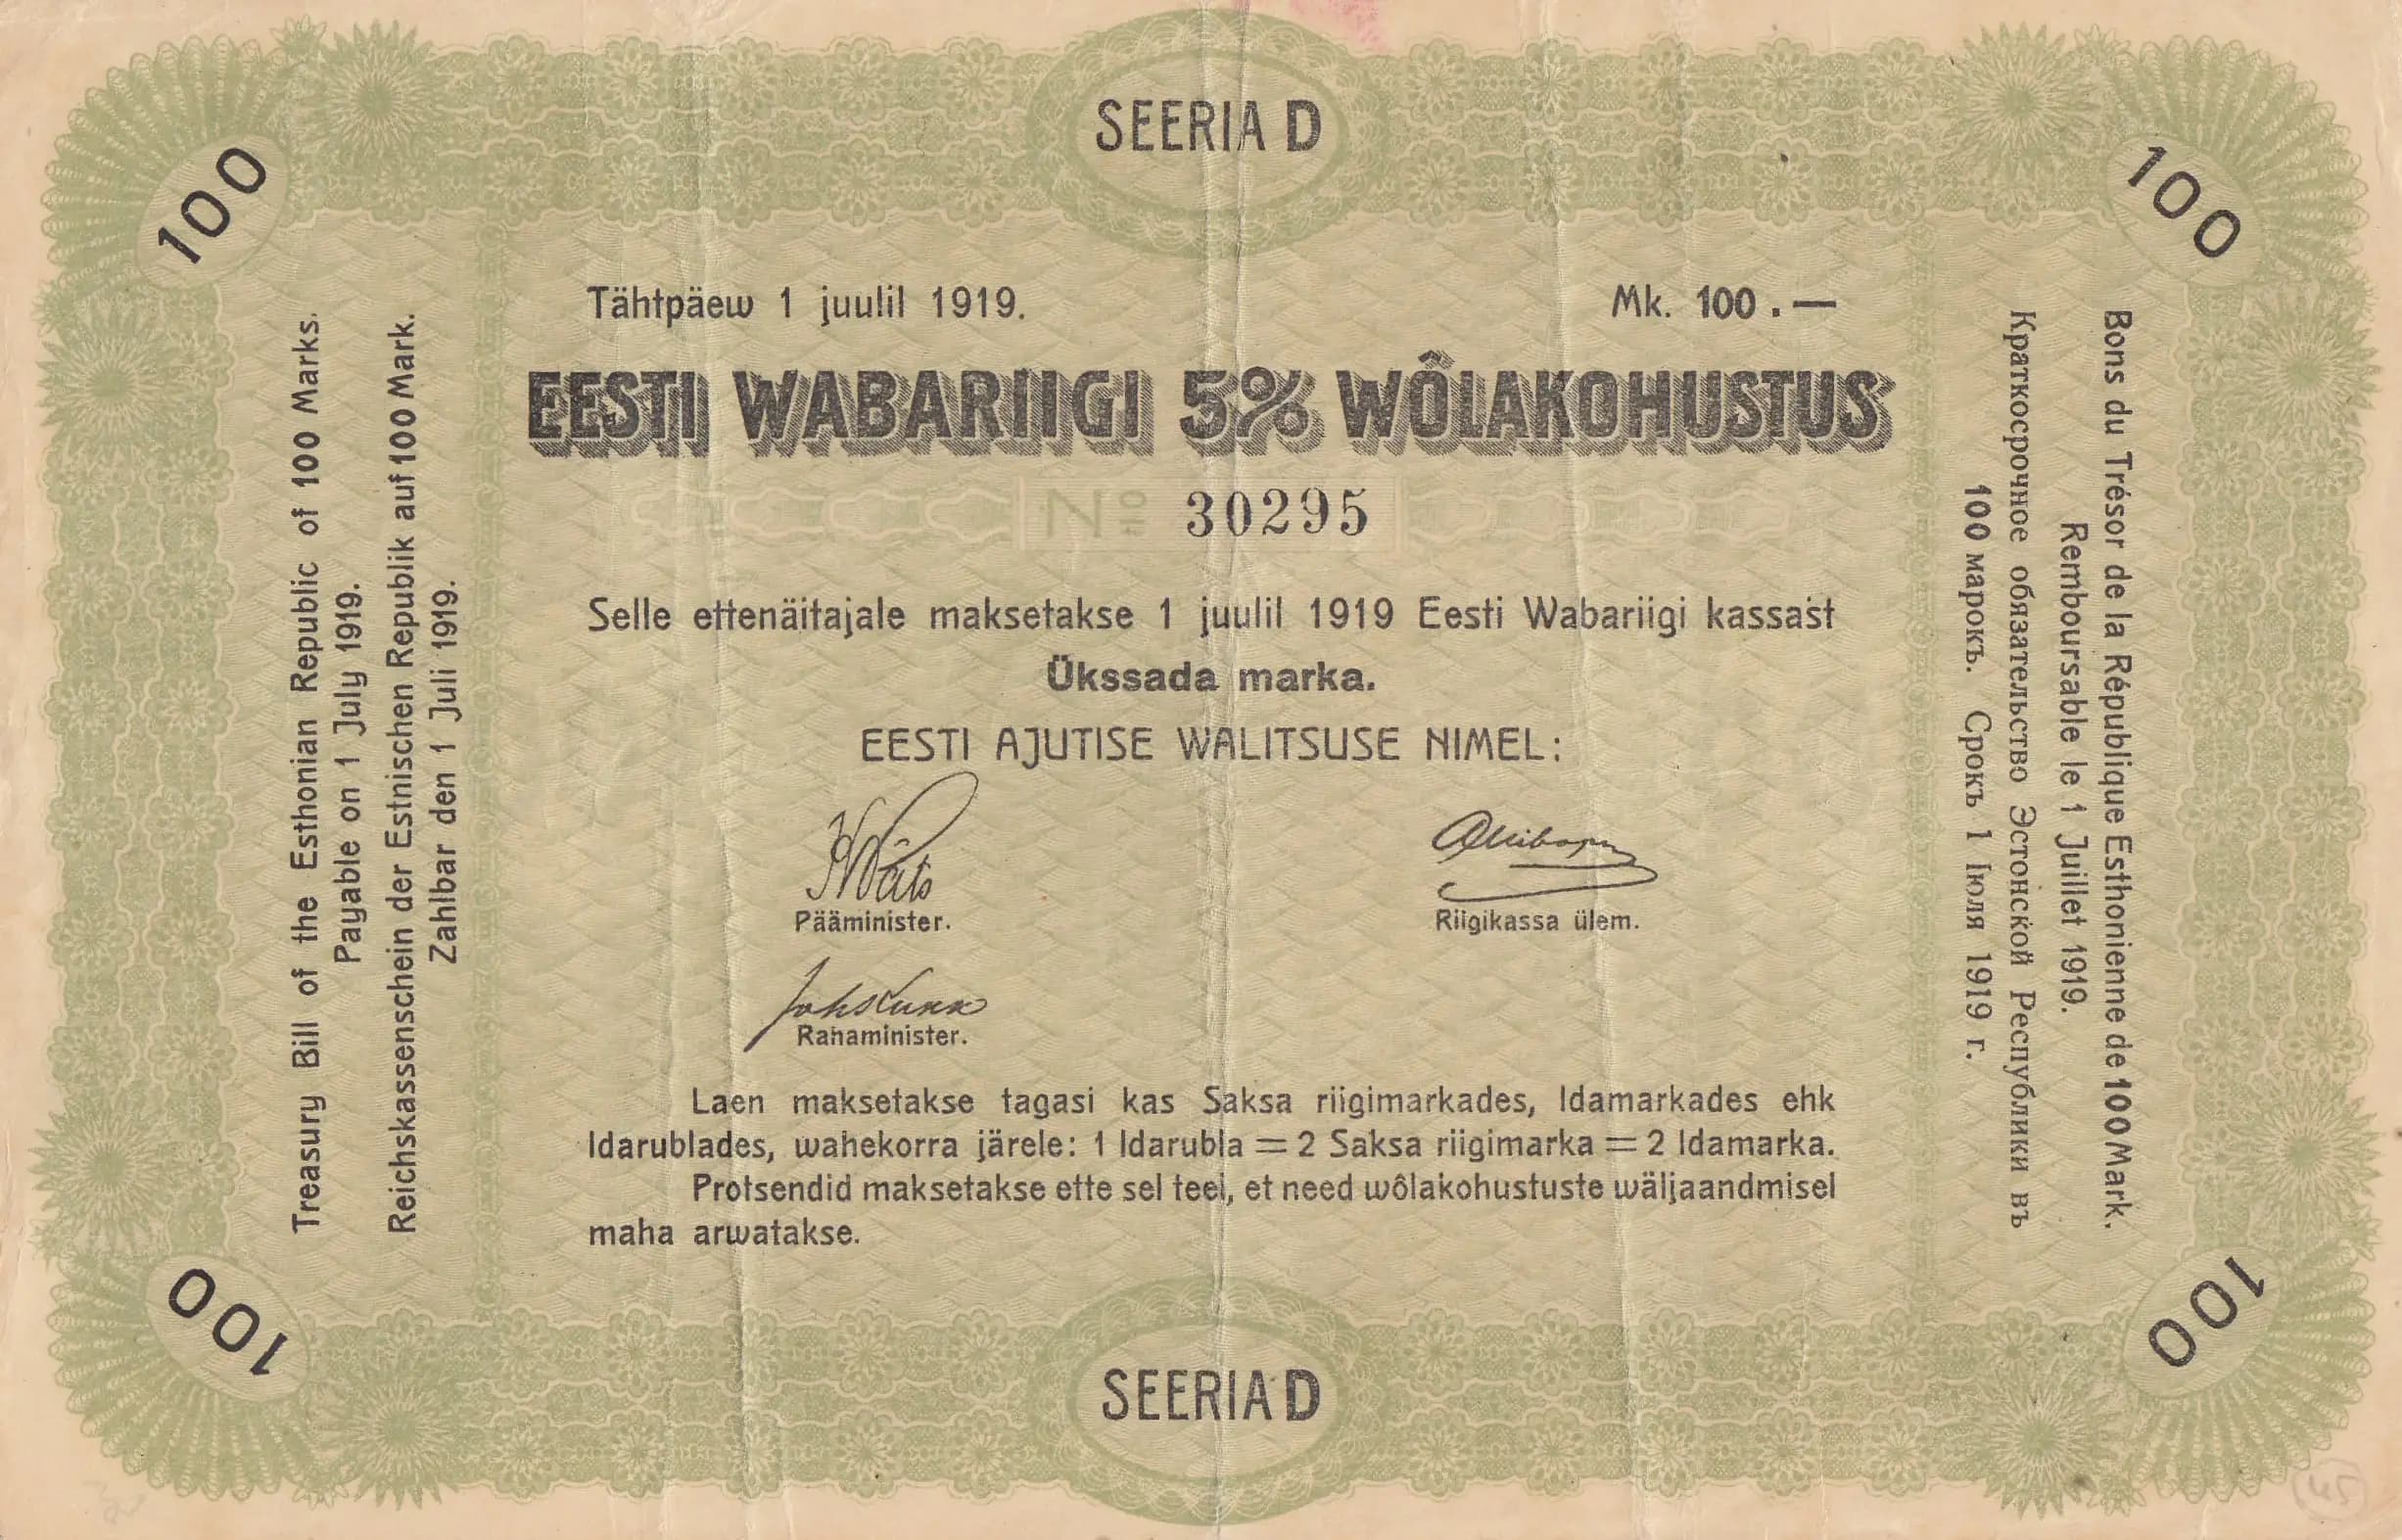 SEERIA D
100
100
Tähtpäew 1 juulil 1919.
Mk. 100.—
EESTI WABARIIGI 5% WÕLAKOHUSTUS
No 30295
Selle ettenäitajale maksetakse 1 juulil 1919 Eesti Wabariigi kassast
Ükssada marka.
EESTI AJUTISE WALITSUSE NIMEL:
K Päts
Pääminister.
Riigikassa ülem.
Joh Kukk
Rahaminister.
Laen maksetakse tagasi kas Saksa riigimarkades, Idamarkades ehk
Idarublades, wahekorra järele: 1 Idarubla = 2 Saksa riigimarka = 2 Idamarka.
Protsendid maksetakse ette sel teel, et need wôlakohustuste wäljaandmisel
maha arwatakse.
Treasury Bill of the Esthonian Republic of 100 Marks.
Payable on 1 July 1919.
Reichskassenschein der Estnischen Republik auf 100 Mark.
Zahlbar den 1 Juli 1919.
Bons du Trésor de la République Esthonienne de 100 Mark.
Remboursable le 1 Juillet 1919.
Краткосрочное обязательство Эстонской Республики въ
100 марокъ. Срокъ 1 Іюля 1919 г.
100
100
SEERIA D
45